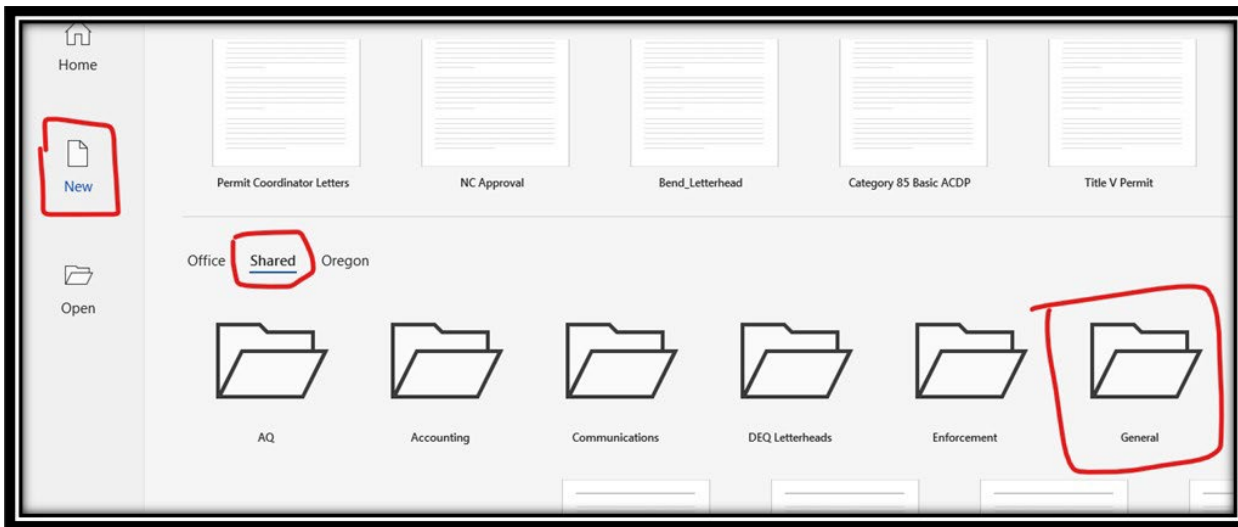 Home
New
Open
Permit Coordinator Letters
NC Approval
Bend_Letterhead
Category 85 Basic ACDP
Title V Permit
Office Shared Oregon
AQ
Accounting
Communications
DEQ Letterheads
Enforcement
General